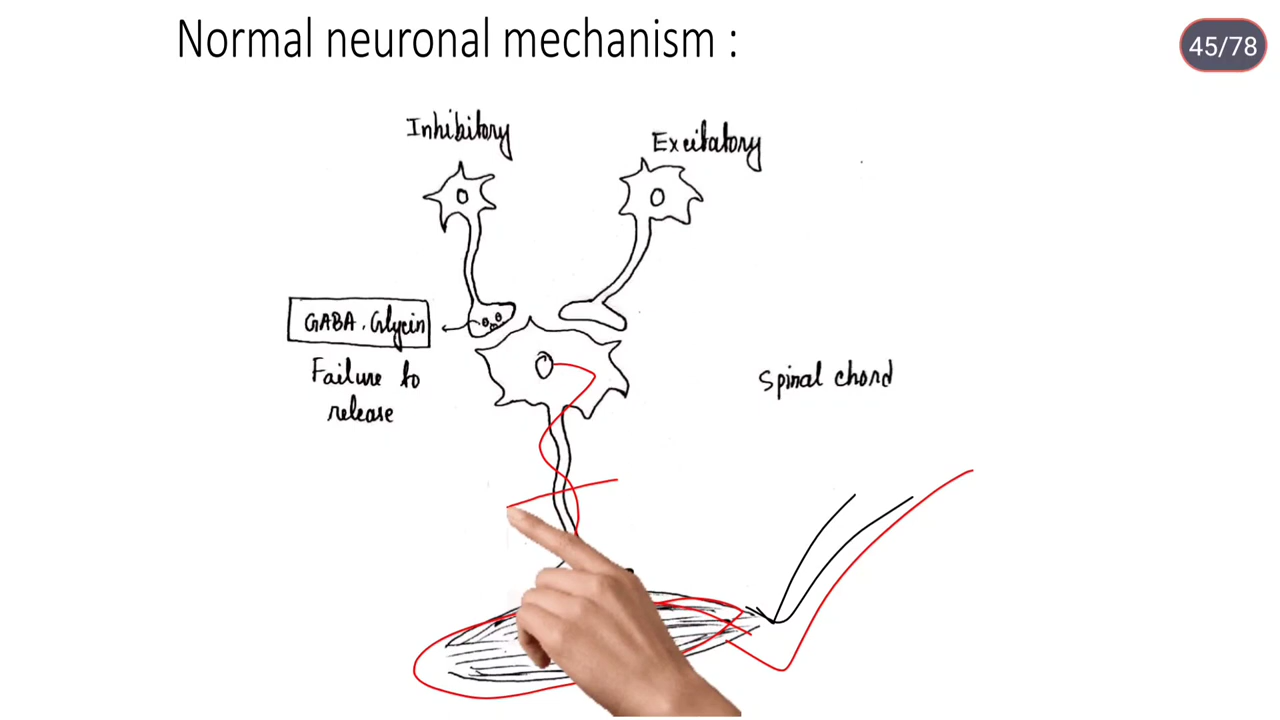 Normal neuronal mechanism :
45/78
Inhibitory
Excitatory
GABA, Glycin
Failure to
release
Spinal chord